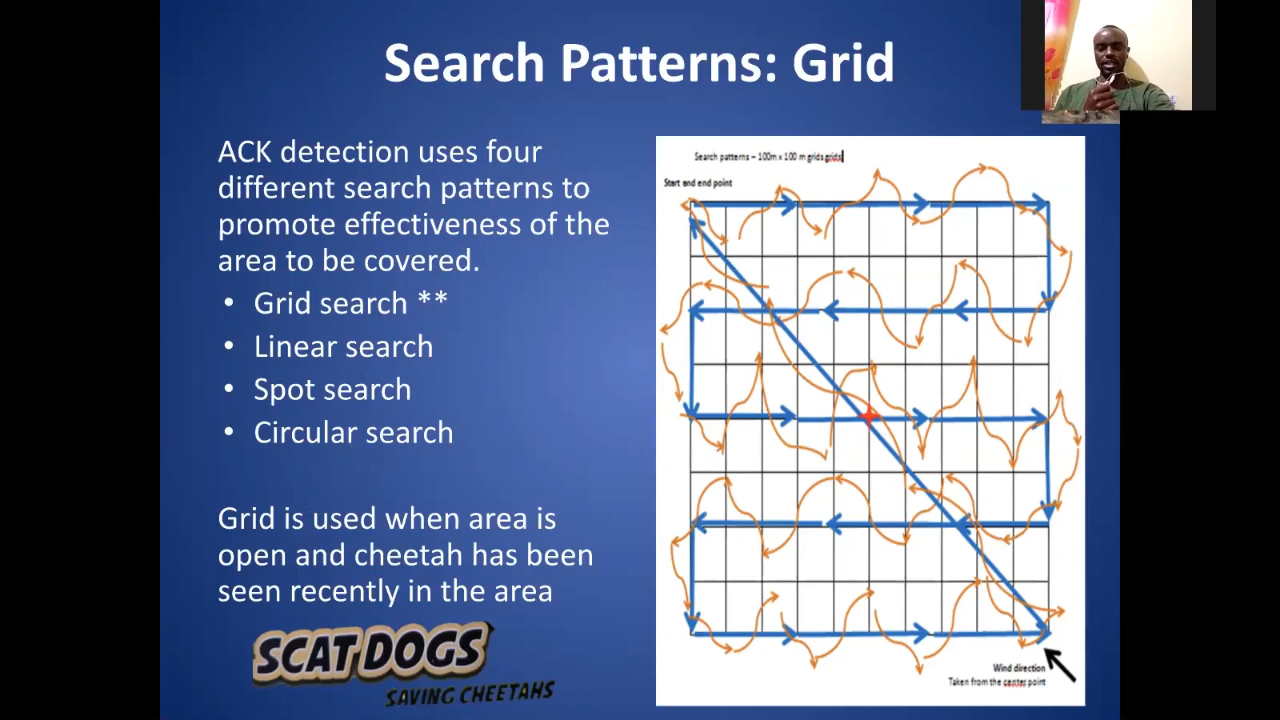 Search Patterns: Grid
ACK detection uses four
different search patterns to
promote effectiveness of the
area to be covered.
• Grid search **
• Linear search
• Spot search
• Circular search
Grid is used when area is
open and cheetah has been
seen recently in the area
SCAT DOGS
SAVING CHEETAHS
Search patterns – 100m x 100 m grids grids
Start and end point
Wind direction
Taken from the center point